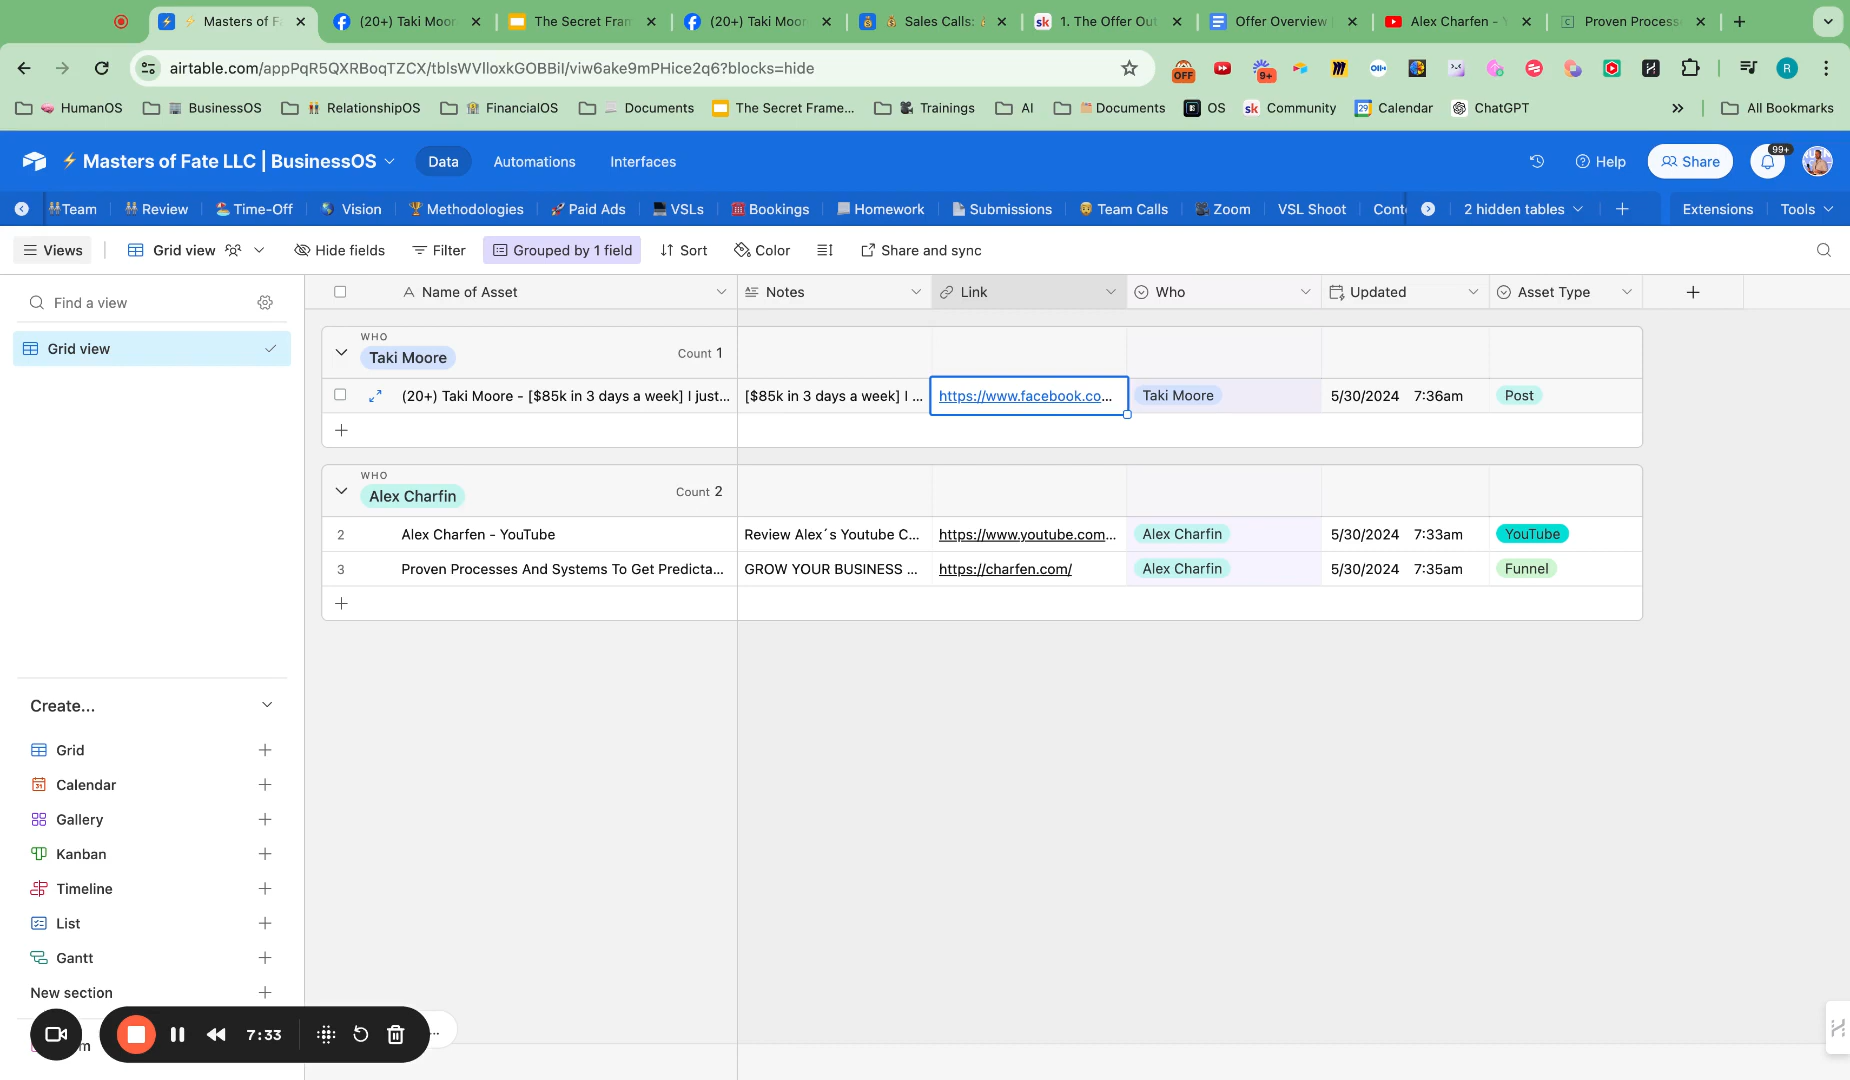 Masters of F
(20+) Taki Moor
The Secret Fram
(20+) Taki Moor
Sales Calls:
sk 1. The Offer Out
Offer Overview
Alex Charfen - Y
Proven Process
airtable.com/appPqR5QXRBoqTZCX/tblsWVlloxkGOBBiI/viw6ake9mPHice2q6?blocks=hide
OFF
9+
R
HumanOS
BusinessOS
RelationshipOS
FinancialOS
Documents
The Secret Frame...
Trainings
AI
Documents
OS
sk Community
29 Calendar
ChatGPT
»
All Bookmarks
Masters of Fate LLC | BusinessOS
Data
Automations
Interfaces
Help
Share
99+
Team
Review
Time-Off
Vision
Methodologies
Paid Ads
VSLs
Bookings
Homework
Submissions
Team Calls
Zoom
VSL Shoot
Cont
2 hidden tables
Extensions
Tools
Views
Grid view
Hide fields
Filter
Grouped by 1 field
Sort
Color
Share and sync
Find a view
Grid view
Name of Asset
Notes
Link
Who
Updated
Asset Type
WHO
Taki Moore
Count 1
(20+) Taki Moore - [$85k in 3 days a week] I just... [$85k in 3 days a week] I ... https://www.facebook.co... Taki Moore 5/30/2024 7:36am Post
WHO
Alex Charfin
Count 2
2 Alex Charfen - YouTube Review Alex´s Youtube C... https://www.youtube.com... Alex Charfin 5/30/2024 7:33am YouTube
3 Proven Processes And Systems To Get Predicta... GROW YOUR BUSINESS ... https://charfen.com/ Alex Charfin 5/30/2024 7:35am Funnel
Create...
Grid
Calendar
Gallery
Kanban
Timeline
List
Gantt
New section
7:33
m
...